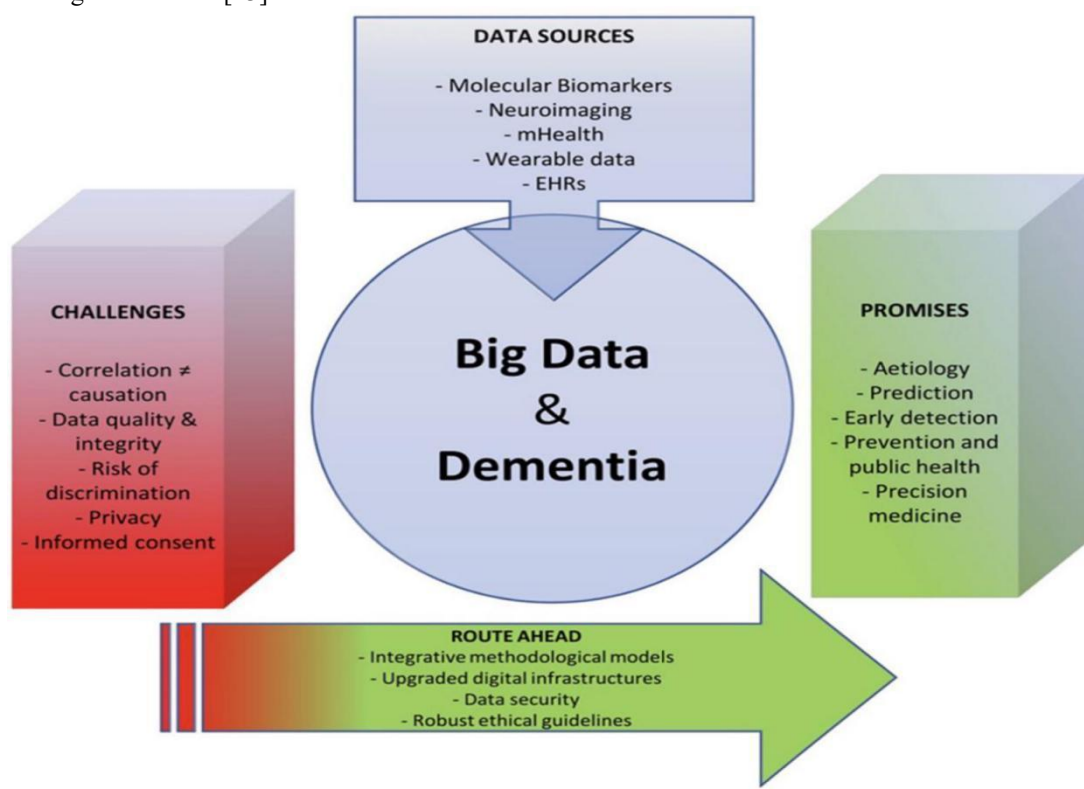 DATA SOURCES
- Molecular Biomarkers
- Neuroimaging
- mHealth
- Wearable data
- EHRs
CHALLENGES
- Correlation ≠
causation
- Data quality &
integrity
- Risk of
discrimination
- Privacy
- Informed consent
Big Data
&
Dementia
PROMISES
- Aetiology
- Prediction
- Early detection
- Prevention and
public health
- Precision
medicine
ROUTE AHEAD
- Integrative methodological models
- Upgraded digital infrastructures
- Data security
- Robust ethical guidelines